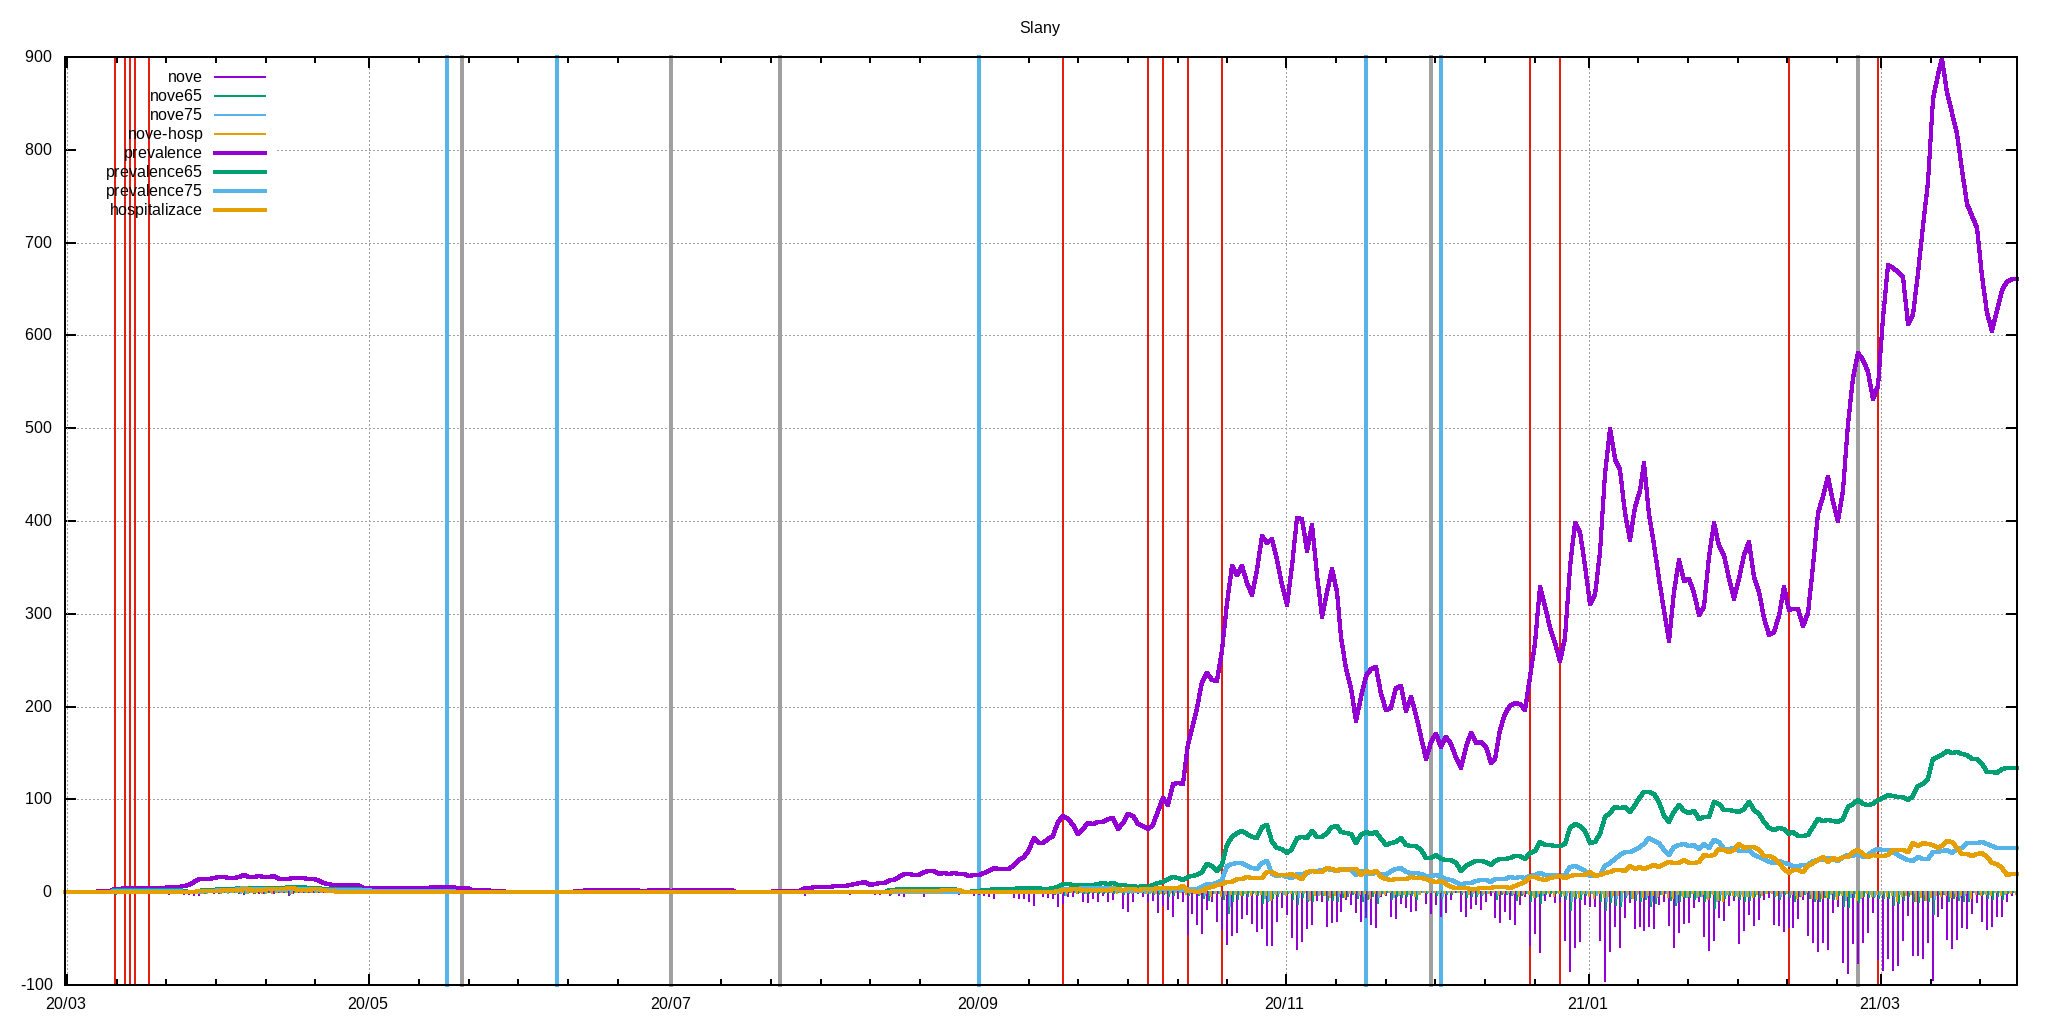 Slany
nove
nove65
nove75
nove-hosp
prevalence
prevalence65
prevalence75
hospitalizace
900
800
700
600
500
400
300
200
100
0
-100
20/03 20/05 20/07 20/09 20/11 21/01 21/03